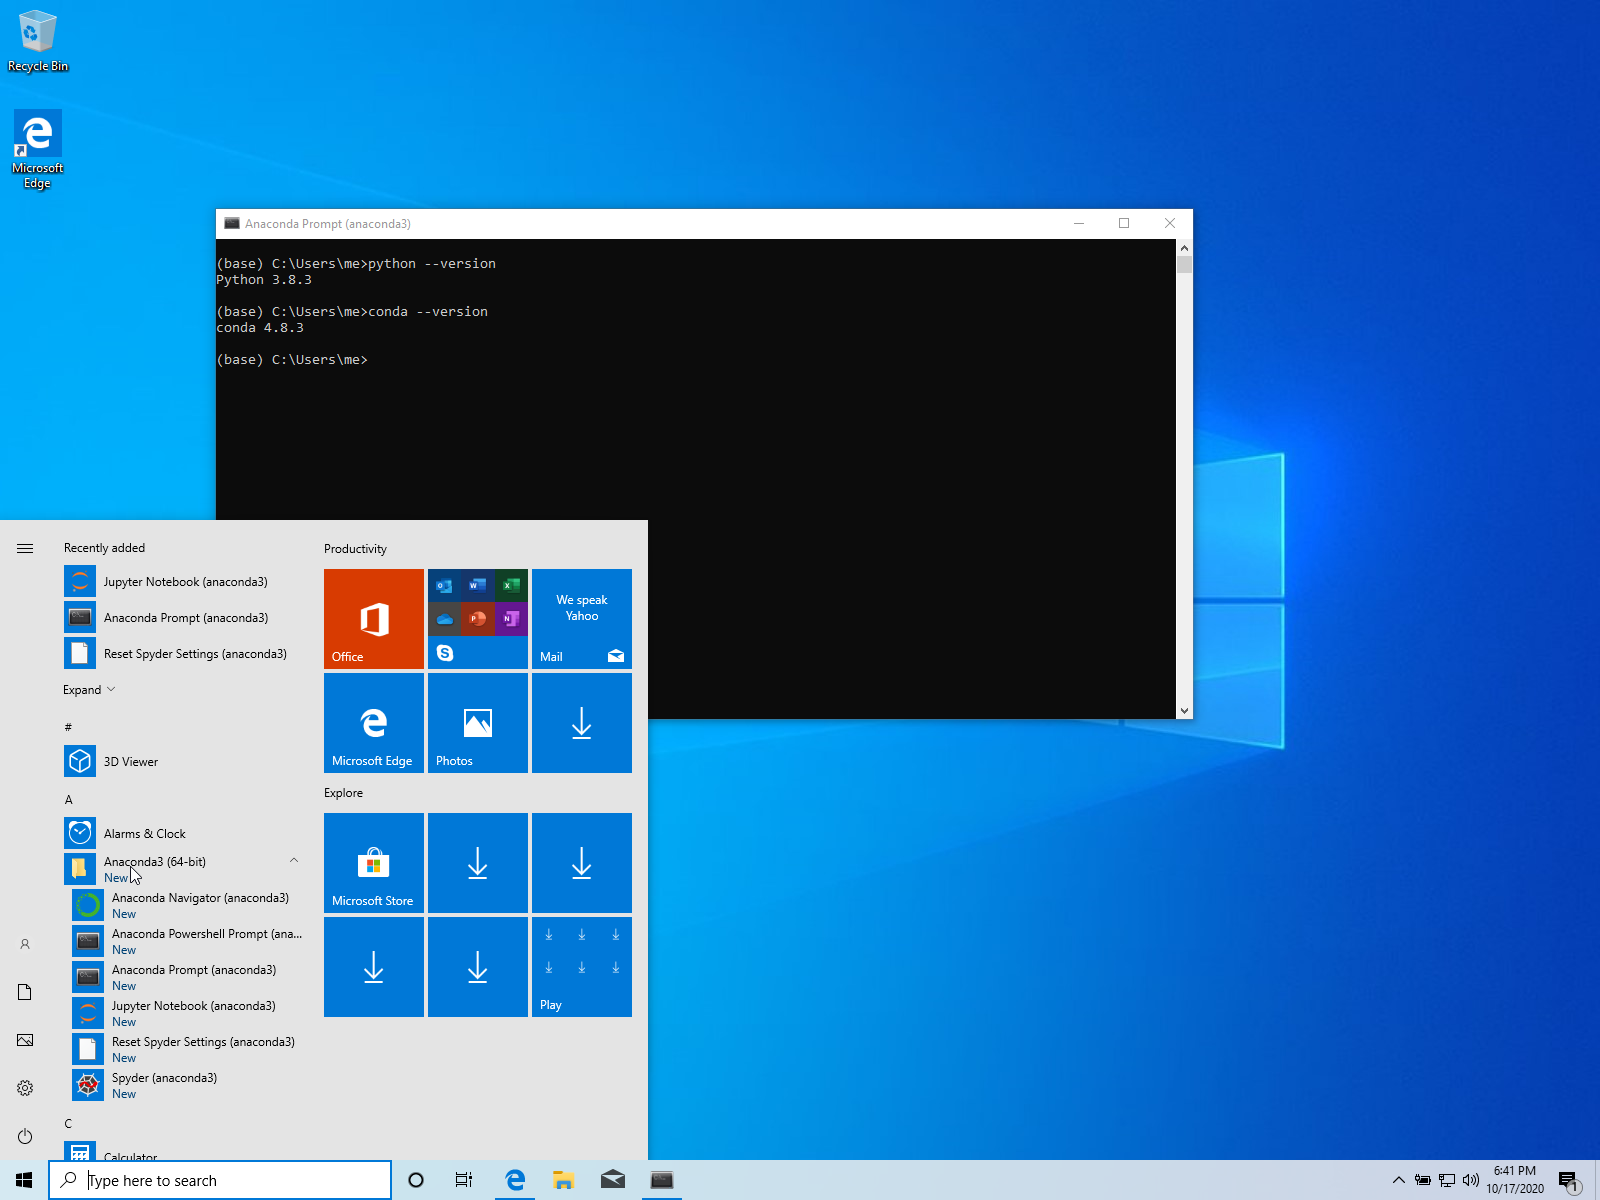 Recycle Bin
Microsoft
Edge
Anaconda Prompt (anaconda3)
(base) C:\Users\me>python --version
Python 3.8.3
(base) C:\Users\me>conda --version
conda 4.8.3
(base) C:\Users\me>
Recently added
Jupyter Notebook (anaconda3)
Anaconda Prompt (anaconda3)
Reset Spyder Settings (anaconda3)
Expand
#
3D Viewer
A
Alarms & Clock
Anaconda3 (64-bit)
New
Anaconda Navigator (anaconda3)
New
Anaconda Powershell Prompt (ana...
New
Anaconda Prompt (anaconda3)
New
Jupyter Notebook (anaconda3)
New
Reset Spyder Settings (anaconda3)
New
Spyder (anaconda3)
New
C
Calculator
Productivity
Office
We speak
Yahoo
Mail
Microsoft Edge
Photos
Explore
Microsoft Store
Play
Type here to search
6:41 PM
10/17/2020
1